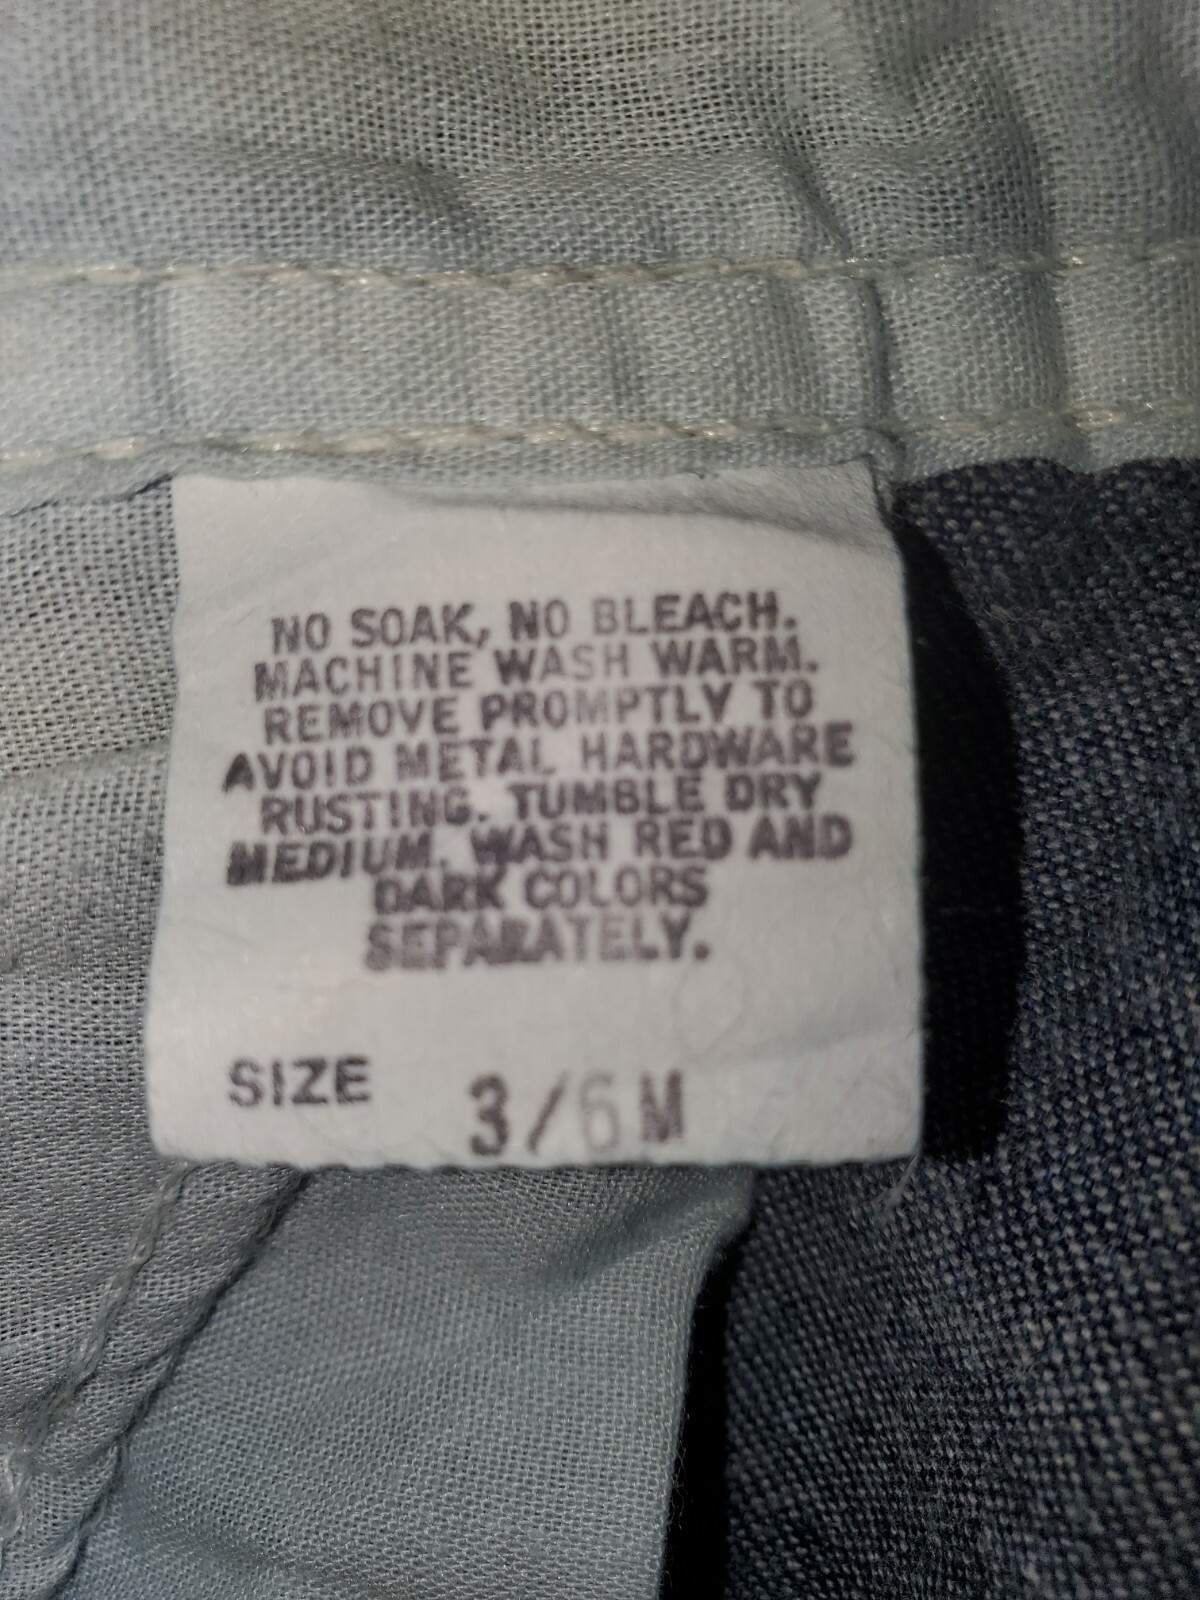 NO SOAK, NO BLEACH.
MACHINE WASH WARM.
REMOVE PROMPTLY TO
AVOID METAL HARDWARE
RUSTING. TUMBLE DRY
MEDIUM. WASH RED AND
DARK COLORS
SEPARATELY.
SIZE 3/6M